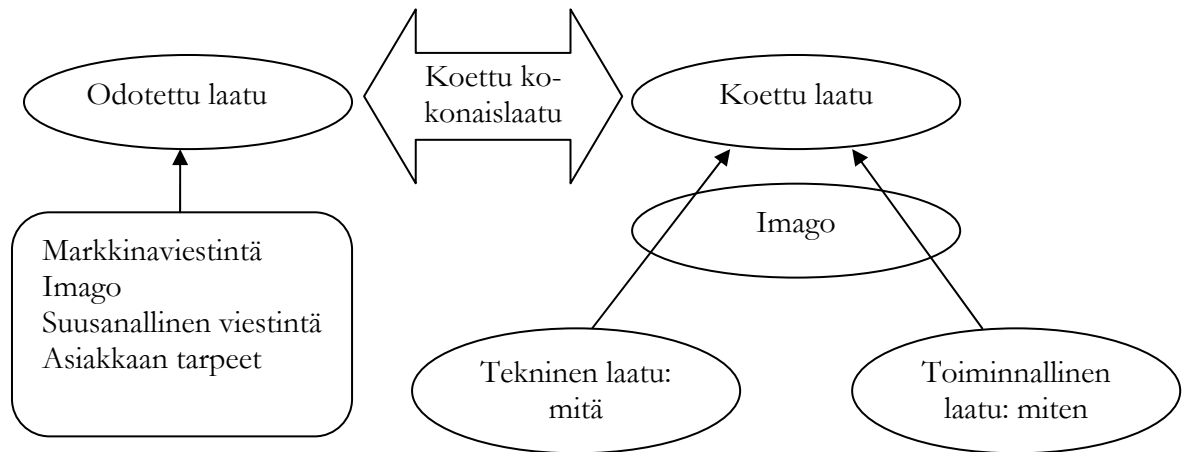 Odotettu laatu
Koettu ko-
konaislaatu
Koettu laatu
Imago
Markkinaviestintä
Imago
Suusanallinen viestintä
Asiakkaan tarpeet
Tekninen laatu:
mitä
Toiminnallinen
laatu: miten